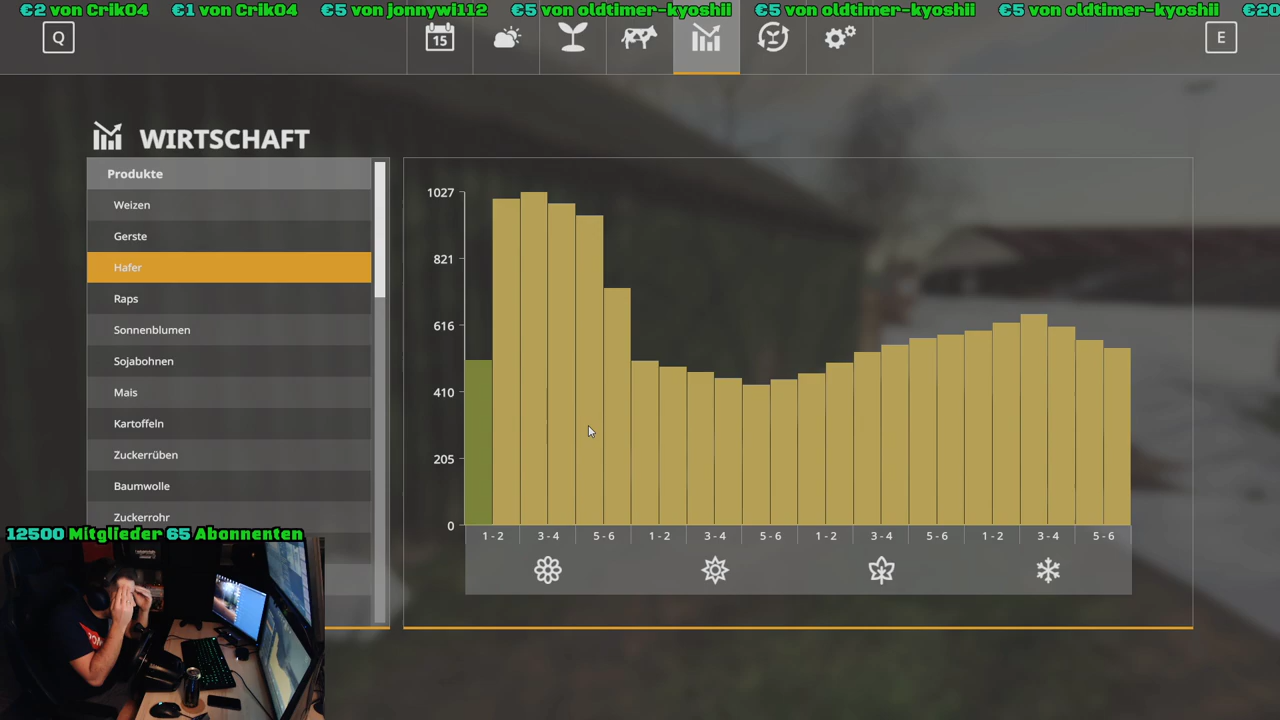 €2 von Crik04 €1 von Crik04 €5 von jonnywi112 €5 von oldtimer-kyoshii €5 von oldtimer-kyoshii €5 von oldtimer-kyoshii €20
Q
15
E
WIRTSCHAFT
Produkte
Weizen
Gerste
Hafer
Raps
Sonnenblumen
Sojabohnen
Mais
Kartoffeln
Zuckerrüben
Baumwolle
Zuckerrohr
1027
821
616
410
205
0
1 - 2 3 - 4 5 - 6 1 - 2 3 - 4 5 - 6 1 - 2 3 - 4 5 - 6 1 - 2 3 - 4 5 - 6
12500 Mitglieder 65 Abonnenten